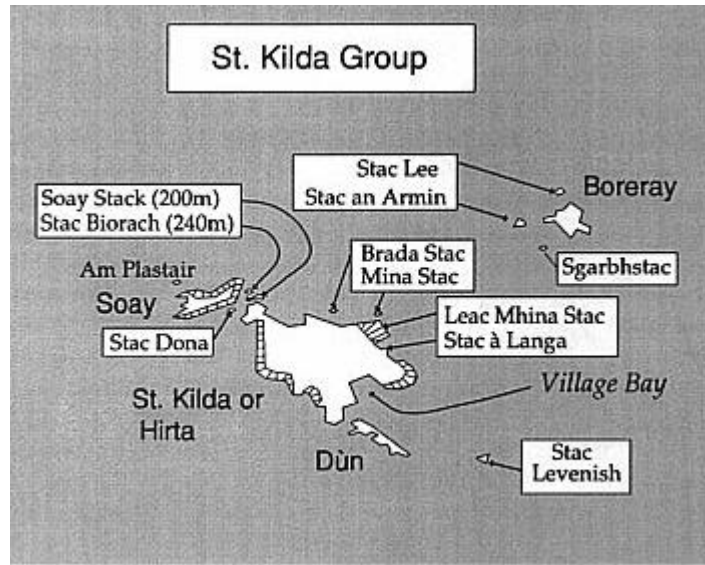 St. Kilda Group
Stac Lee
Stac an Armin
Boreray
Soay Stack (200m)
Stac Biorach (240m)
Sgarbhstac
Brada Stac
Mina Stac
Am Plastair
Soay
Leac Mhina Stac
Stac à Langa
Stac Dona
Village Bay
St. Kilda or
Hirta
Dùn
Stac
Levenish